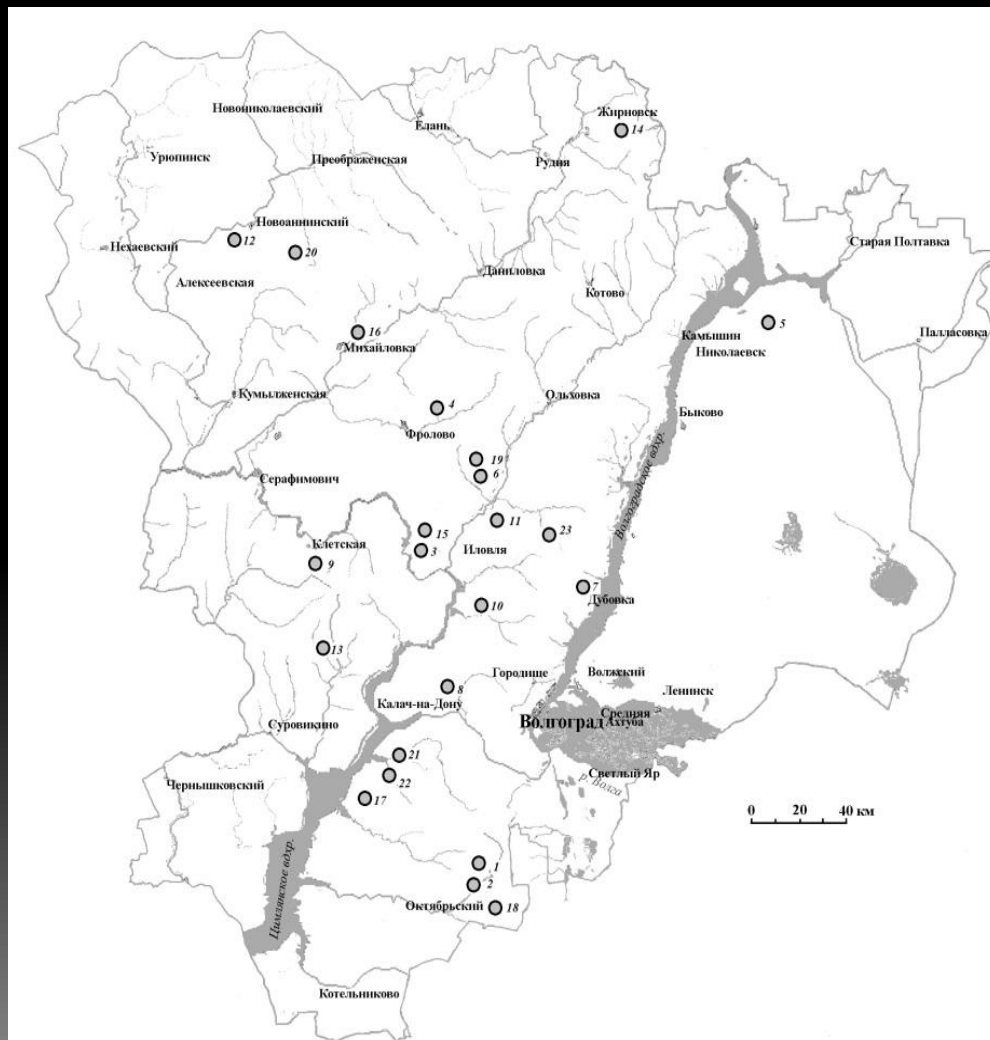 Новониколаевский
Елань
Жирновск
14
Урюпинск
Преображенская
Рудня
Новоаннинский
12
Нехаевский
20
Старая Полтавка
Алексеевская
Даниловка
Котово
5
16
Михайловка
Камышин
Николаевск
Палласовка
Кумылженская
Ольховка
4
Быково
Фролово
19
6
Волгоградское вдхр.
Серафимович
11
15
23
Клетская
3
Иловля
9
7
Дубовка
10
13
Городище
Волжский
8
Ленинск
Калач-на-Дону
Средняя
Волгоград
Ахтуба
Суровикино
21
22
Светлый Яр
р. Волга
Чернышковский
17
0 20 40 км
1
Цимлянское вдхр.
2
Октябрьский
18
Котельниково